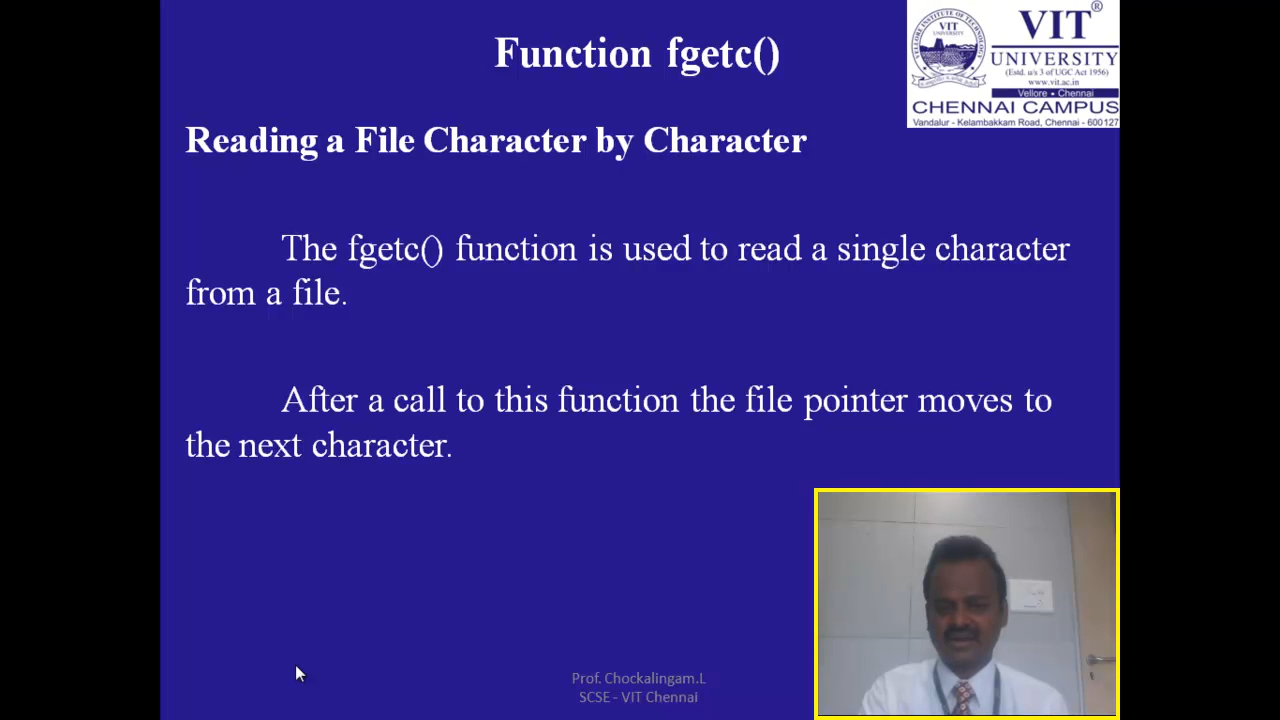 Function fgetc()
VIT®
UNIVERSITY
(Estd. u/s 3 of UGC Act 1956)
www.vit.ac.in
Vellore • Chennai
CHENNAI CAMPUS
Vandalur - Kelambakkam Road, Chennai - 600127
VIT
UNIVERSITY
Reading a File Character by Character
The fgetc() function is used to read a single character
from a file.
After a call to this function the file pointer moves to
the next character.
Prof. Chockalingam.L
SCSE - VIT Chennai